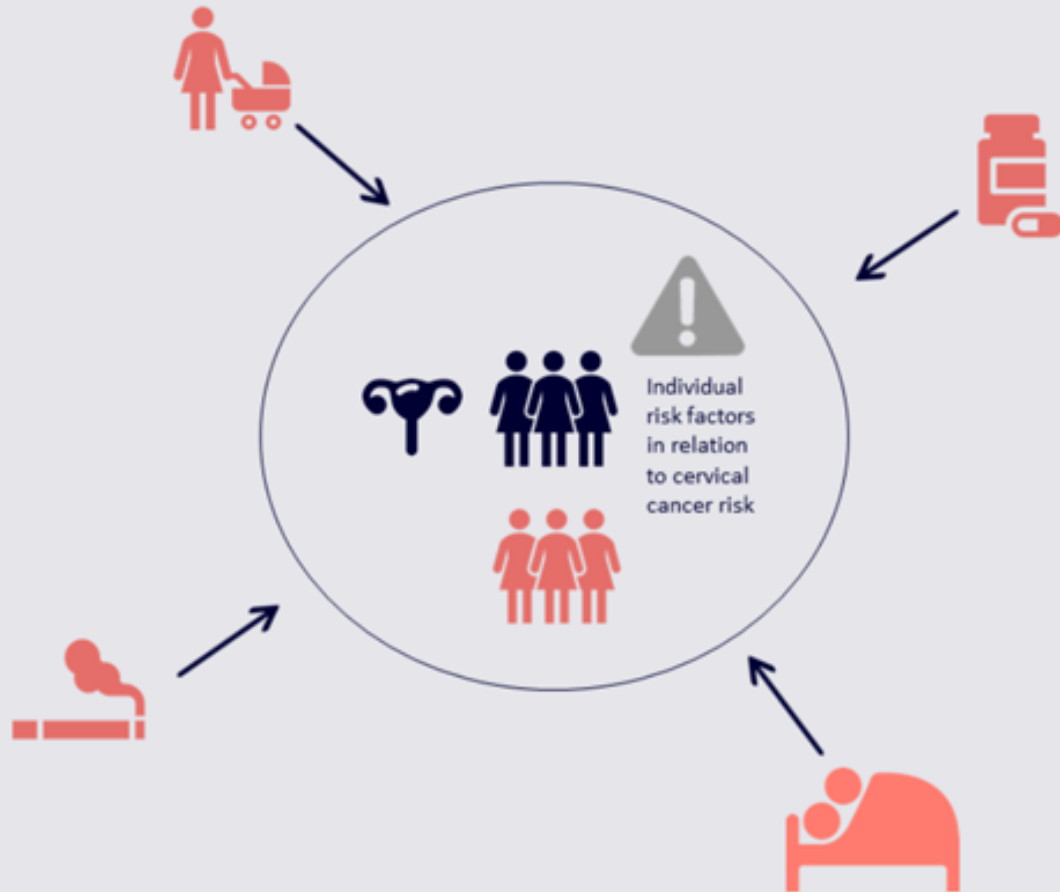 Individual
risk factors
in relation
to cervical
cancer risk